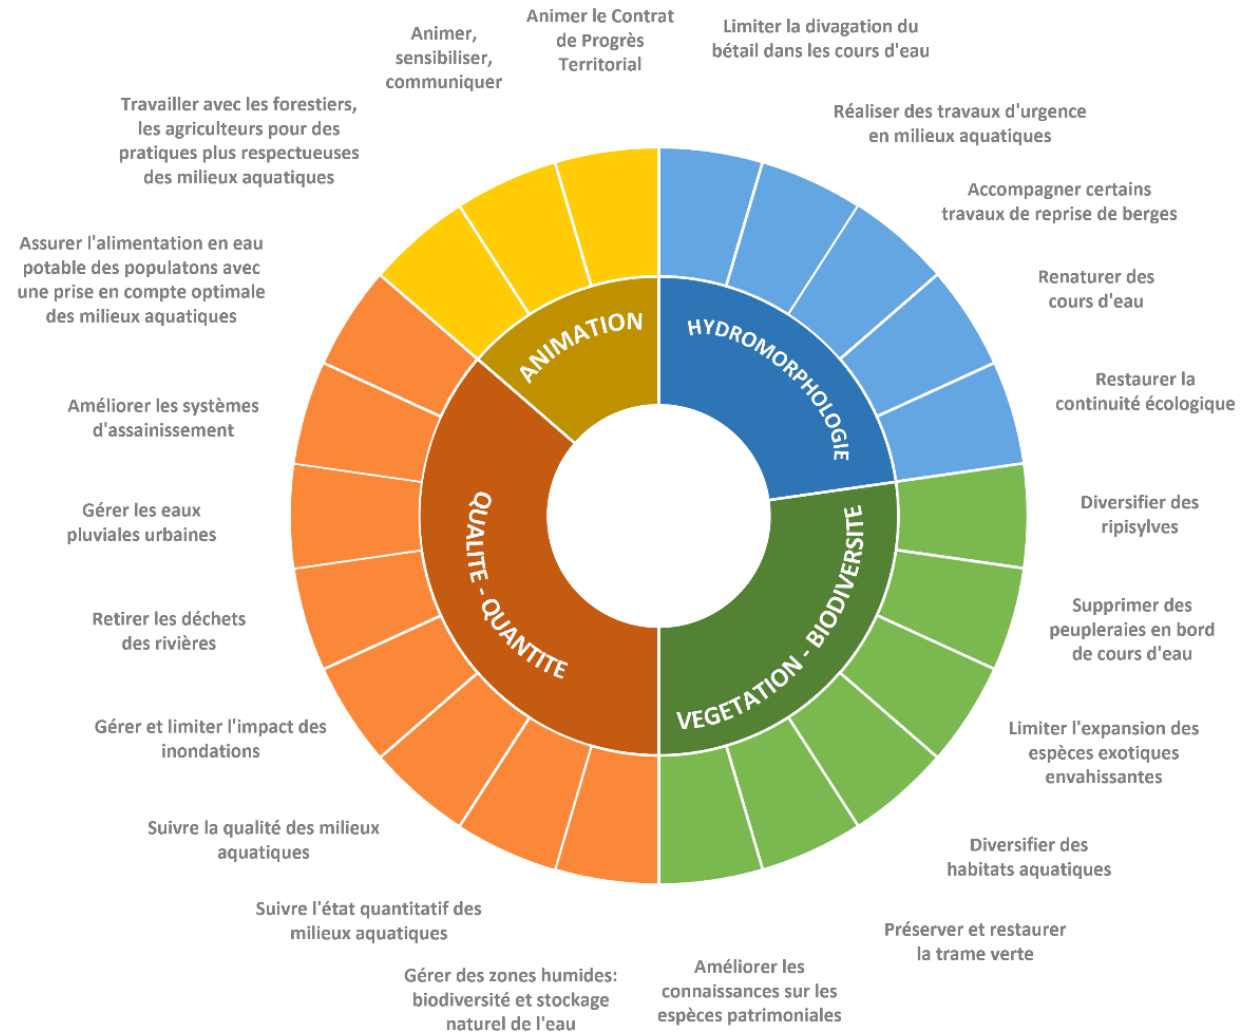 Animer le Contrat
de Progrès
Territorial
Limiter la divagation du
bétail dans les cours d'eau
Réaliser des travaux d'urgence
en milieux aquatiques
Accompagner certains
travaux de reprise de berges
Renaturer des
cours d'eau
Restaurer la
continuité écologique
Diversifier des
ripisylves
Supprimer des
peupleraies en bord
de cours d'eau
Limiter l'expansion des
espèces exotiques
envahissantes
Diversifier des
habitats aquatiques
Préserver et restaurer
la trame verte
Améliorer les
connaissances sur les
espèces patrimoniales
Gérer des zones humides:
biodiversité et stockage
naturel de l'eau
Suivre l'état quantitatif des
milieux aquatiques
Suivre la qualité des milieux
aquatiques
Gérer et limiter l'impact des
inondations
Retirer les déchets
des rivières
Gérer les eaux
pluviales urbaines
Améliorer les systèmes
d'assainissement
Assurer l'alimentation en eau
potable des populatons avec
une prise en compte optimale
des milieux aquatiques
Travailler avec les forestiers,
les agriculteurs pour des
pratiques plus respectueuses
des milieux aquatiques
Animer,
sensibiliser,
communiquer
ANIMATION
HYDROMORPHOLOGIE
VEGETATION - BIODIVERSITE
QUALITE - QUANTITE